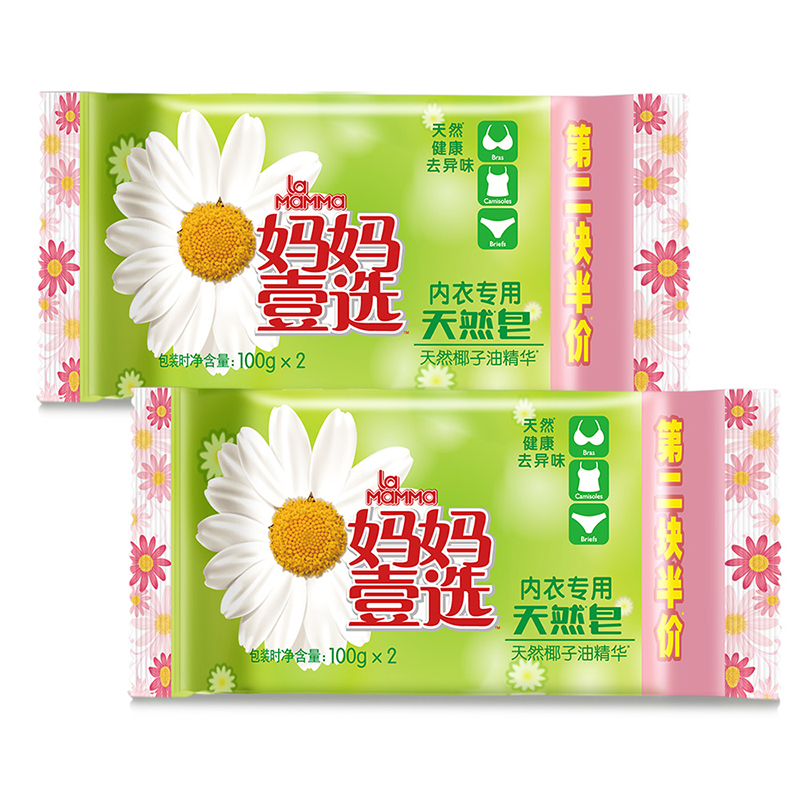 天然*
健康
去异味
Bras
Camisoles
Briefs
La
MAMMA
妈妈
壹选™
内衣专用
天然皂
天然椰子油精华*
包装时净含量:100g×2
第二块半价
天然*
健康
去异味
Bras
Camisoles
Briefs
La
MAMMA
妈妈
壹选™
内衣专用
天然皂
天然椰子油精华*
包装时净含量:100g×2
第二块半价